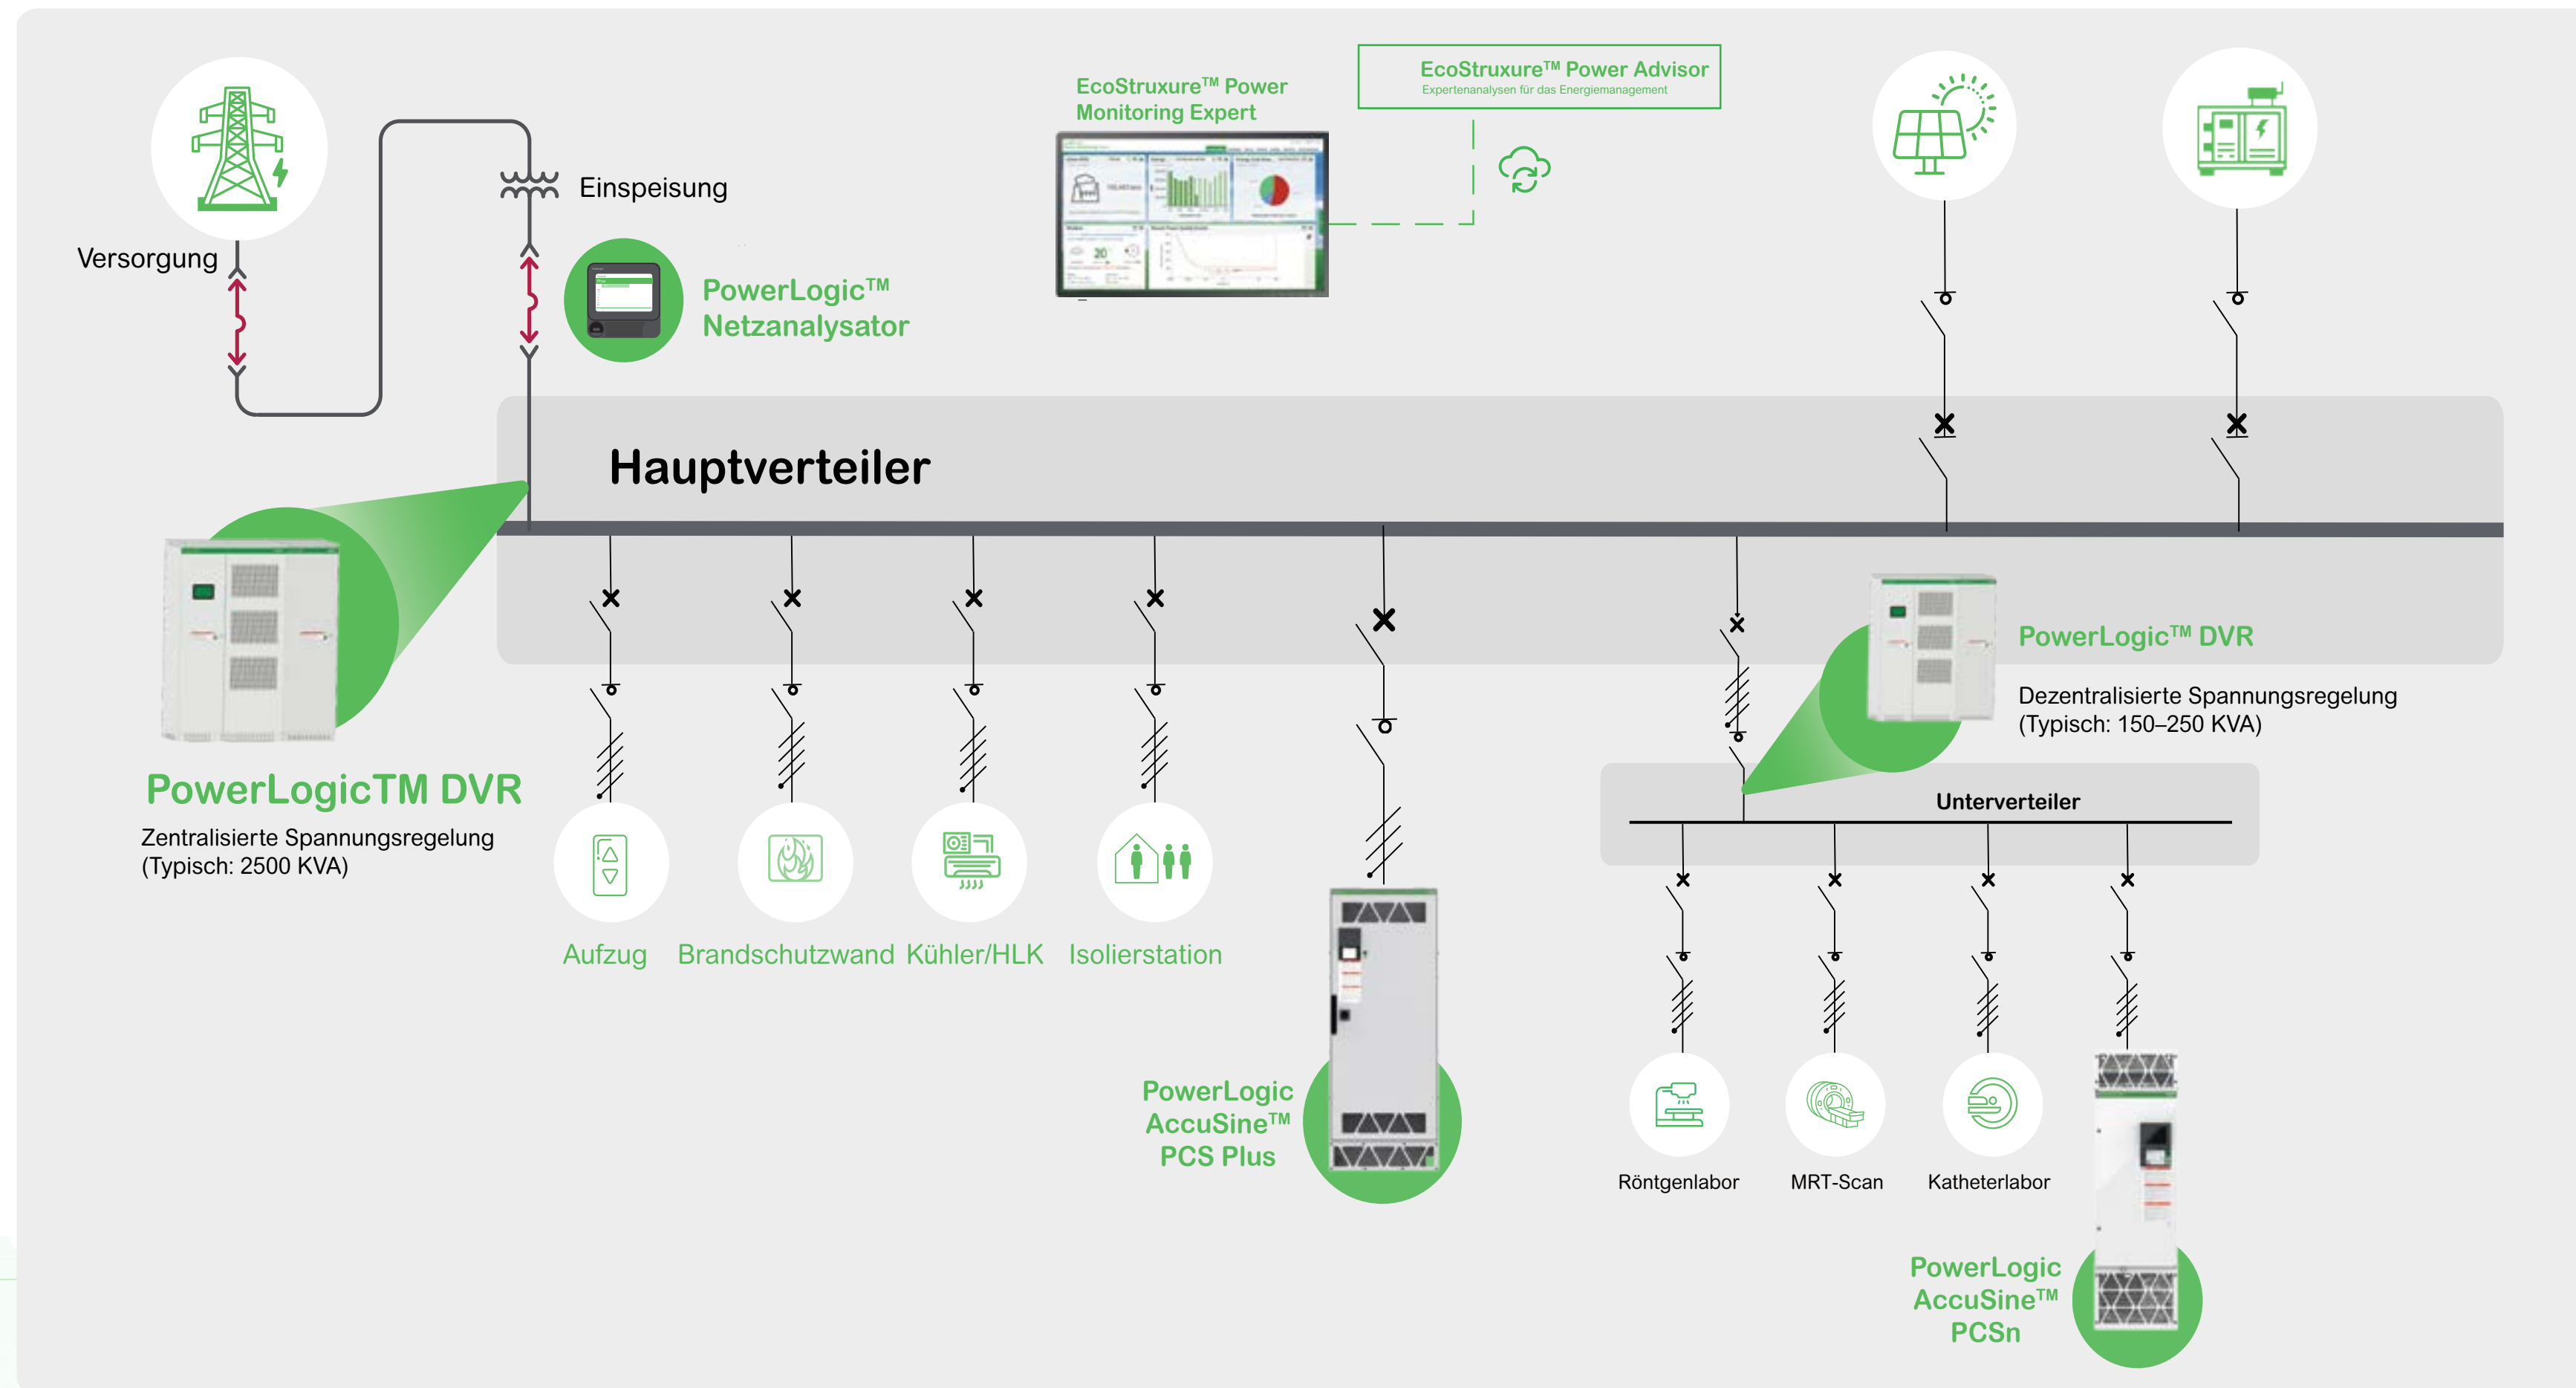 EcoStruxure™ Power Advisor
Expertenanalysen für das Energiemanagement
EcoStruxure™ Power
Monitoring Expert
Einspeisung
Versorgung
PowerLogic™
Netzanalysator
Hauptverteiler
PowerLogicTM DVR
Zentralisierte Spannungsregelung
(Typisch: 2500 KVA)
PowerLogic™ DVR
Dezentralisierte Spannungsregelung
(Typisch: 150–250 KVA)
Unterverteiler
Aufzug
Brandschutzwand
Kühler/HLK
Isolierstation
PowerLogic
AccuSine™
PCS Plus
Röntgenlabor
MRT-Scan
Katheterlabor
PowerLogic
AccuSine™
PCSn